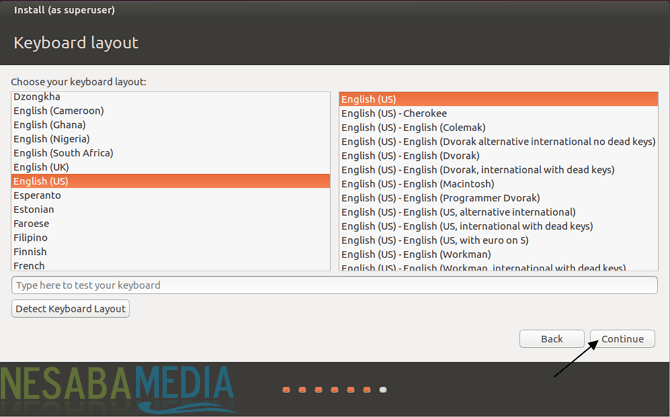 Install (as superuser)
Keyboard layout
Choose your keyboard layout:
Dzongkha
English (Cameroon)
English (Ghana)
English (Nigeria)
English (South Africa)
English (UK)
English (US)
Esperanto
Estonian
Faroese
Filipino
Finnish
French
English (US)
English (US) - Cherokee
English (US) - English (Colemak)
English (US) - English (Dvorak alternative international no dead keys)
English (US) - English (Dvorak)
English (US) - English (Dvorak, international with dead keys)
English (US) - English (Macintosh)
English (US) - English (Programmer Dvorak)
English (US) - English (US, alternative international)
English (US) - English (US, international with dead keys)
English (US) - English (US, with euro on 5)
English (US) - English (Workman)
English (US) - English (Workman, international with dead keys)
Type here to test your keyboard
Detect Keyboard Layout
Back
Continue
NESABAMEDIA